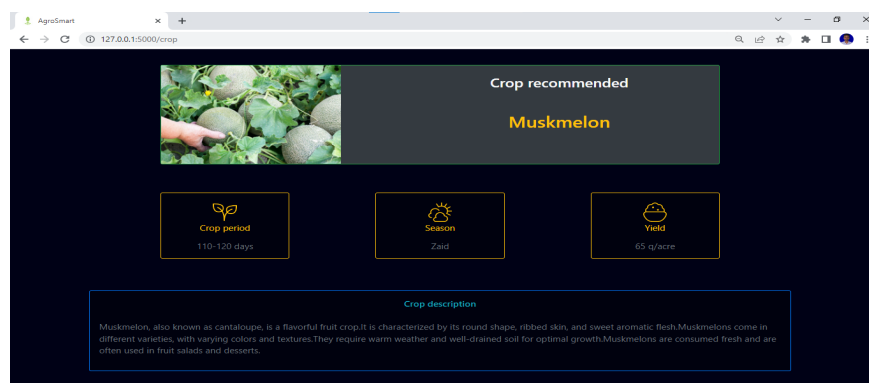 AgroSmart
127.0.0.1:5000/crop
Crop recommended
Muskmelon
Crop period
110-120 days
Season
Zaid
Yield
65 q/acre
Crop description
Muskmelon, also known as cantaloupe, is a flavorful fruit crop.It is characterized by its round shape, ribbed skin, and sweet aromatic flesh.Muskmelons come in
different varieties, with varying colors and textures.They require warm weather and well-drained soil for optimal growth.Muskmelons are consumed fresh and are
often used in fruit salads and desserts.